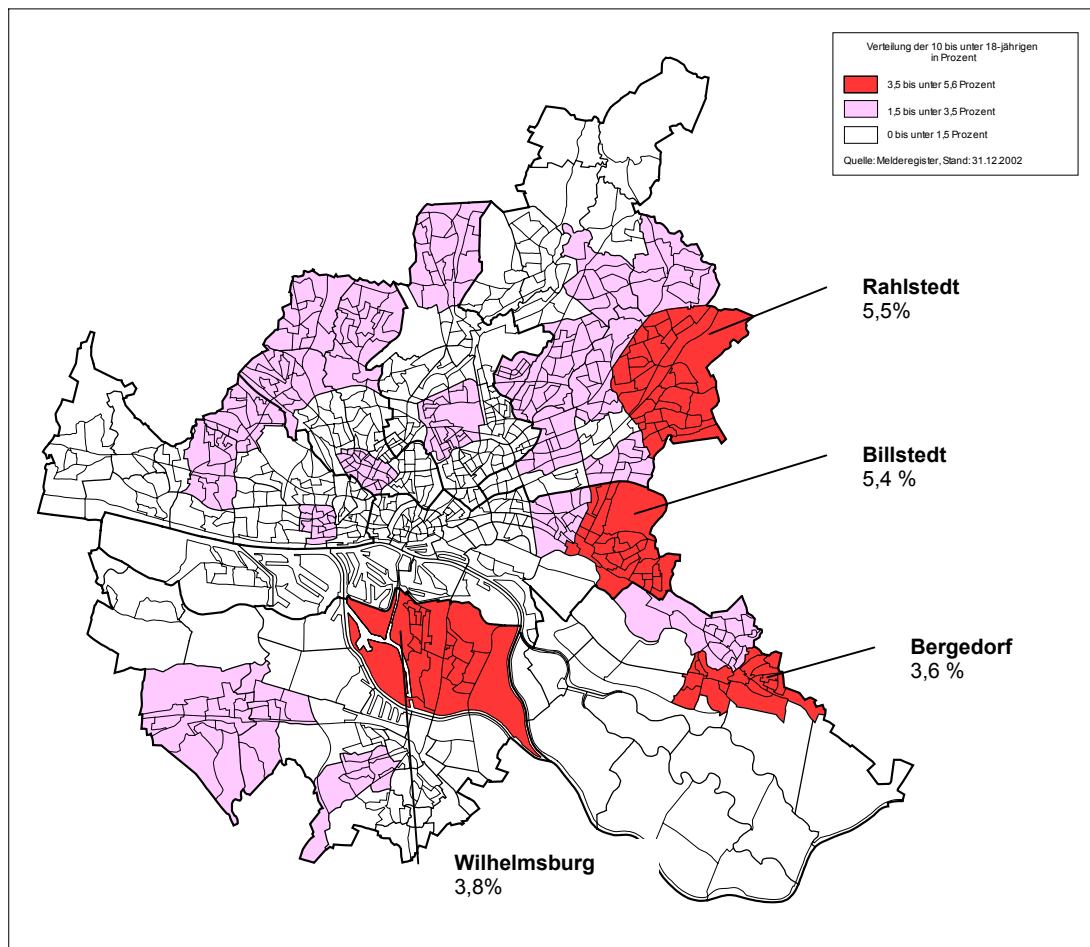 Verteilung der 10 bis unter 18-jährigen
in Prozent
3,5 bis unter 5,6 Prozent
1,5 bis unter 3,5 Prozent
0 bis unter 1,5 Prozent
Quelle: Melderegister, Stand: 31.12.2002
Rahlstedt
5,5%
Billstedt
5,4 %
Bergedorf
3,6 %
Wilhelmsburg
3,8%